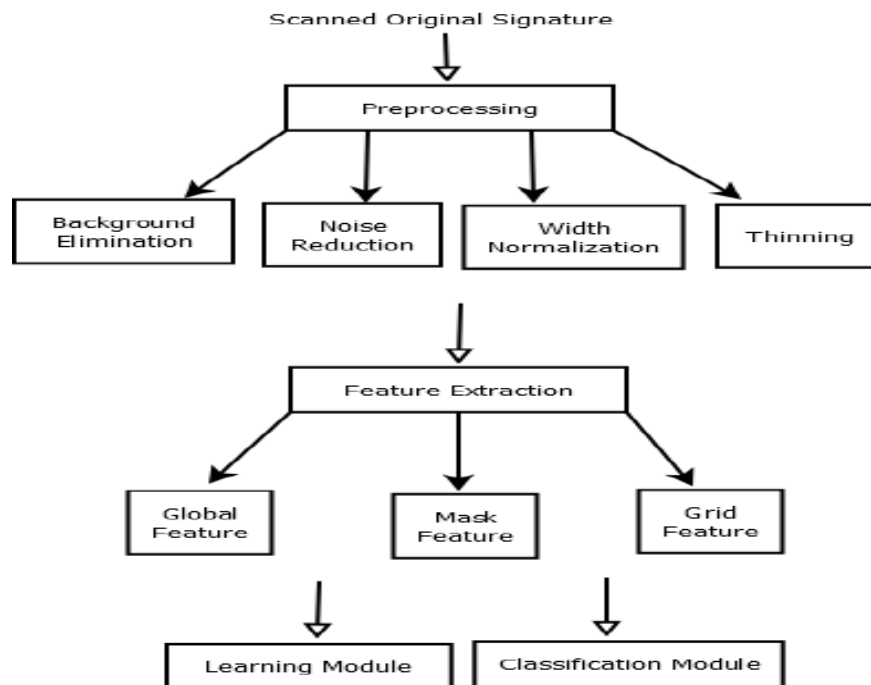 Scanned Original Signature
Preprocessing
Background
Elimination
Noise
Reduction
Width
Normalization
Thinning
Feature Extraction
Global
Feature
Mask
Feature
Grid
Feature
Learning Module
Classification Module